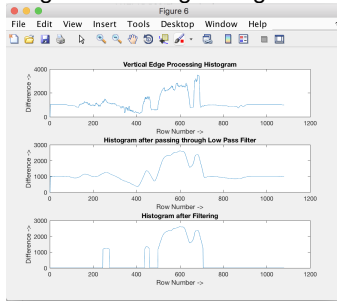 Figure 6
File Edit View Insert Tools Desktop Window Help
Vertical Edge Processing Histogram
Difference ->
4000
2000
0
0 200 400 600 800 1000 1200
Row Number ->
Histogram after passing through Low Pass Filter
Difference ->
3000
2000
1000
0
0 200 400 600 800 1000 1200
Row Number ->
Histogram after Filtering
Difference ->
3000
2000
1000
0
0 200 400 600 800 1000 1200
Row Number ->